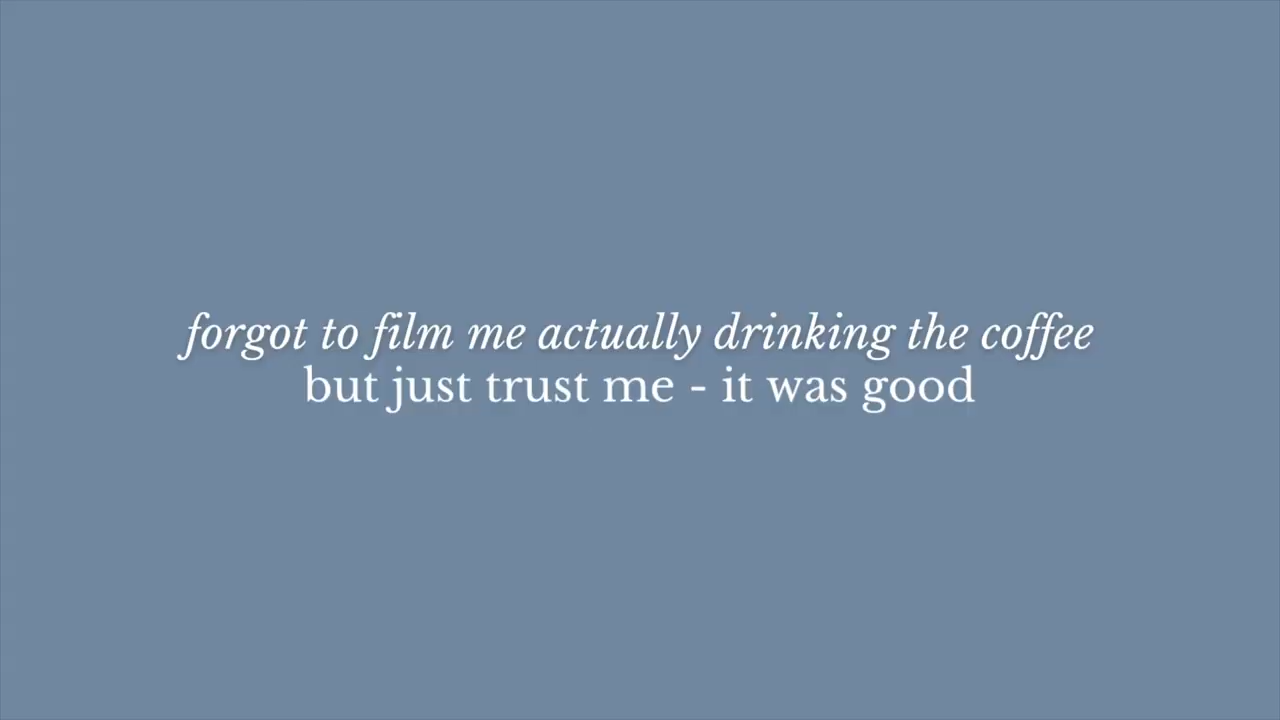 forgot to film me actually drinking the coffee
but just trust me - it was good